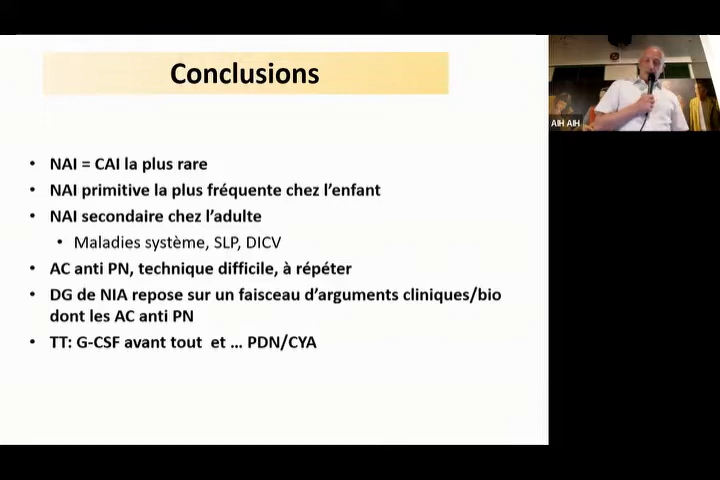 Conclusions
• NAI = CAI la plus rare
• NAI primitive la plus fréquente chez l'enfant
• NAI secondaire chez l'adulte
• Maladies système, SLP, DICV
• AC anti PN, technique difficile, à répéter
• DG de NIA repose sur un faisceau d'arguments cliniques/bio
dont les AC anti PN
• TT: G-CSF avant tout et ... PDN/CYA
AIH AIH